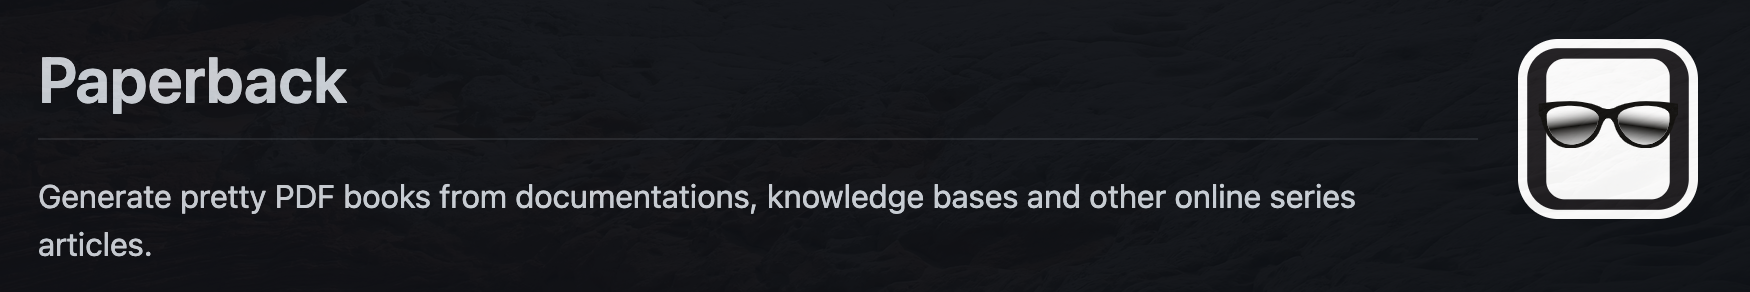 Paperback
Generate pretty PDF books from documentations, knowledge bases and other online series
articles.